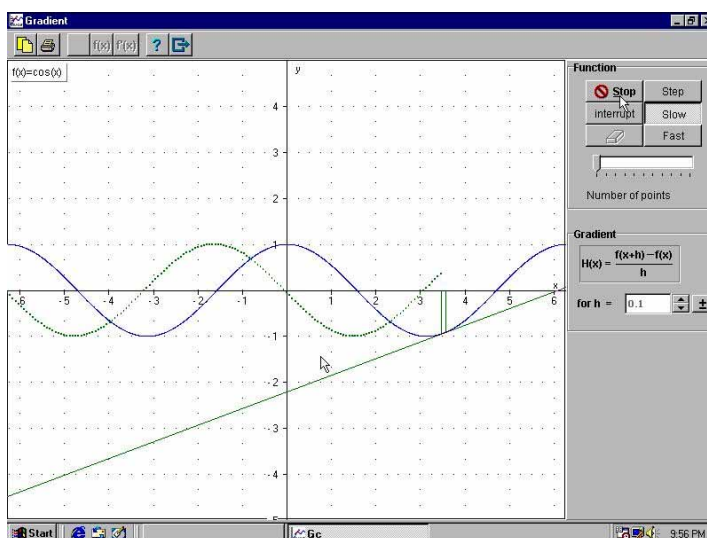 Gradient
f(x) f'(x) ?
f(x)=cos(x)
y
4
3
2
1
-6 -5 -4 -3 -2 -1 1 2 3 4 5 6
x
-1
-2
-3
-4
-5
Function
Stop Step
interrupt Slow
Fast
Number of points
Gradient
H(x) = f(x+h)−f(x)
h
for h = 0.1 ±
Start Gc 9:56 PM